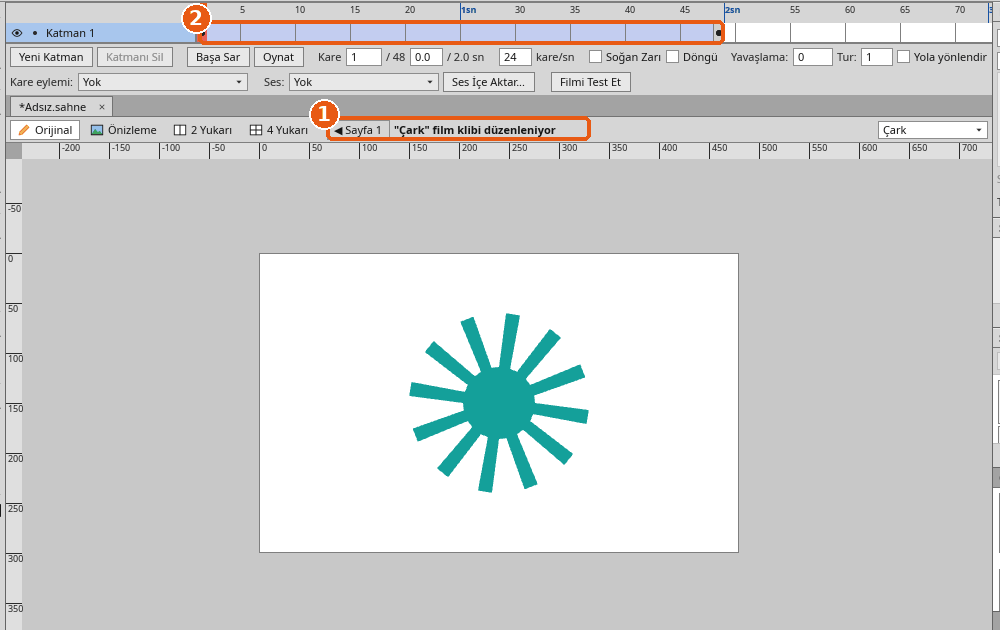 2
5 10 15 20 1sn 30 35 40 45 2sn 55 60 65 70
Katman 1
Yeni Katman Katmanı Sil Başa Sar Oynat Kare 1 / 48 0.0 / 2.0 sn 24 kare/sn Soğan Zarı Döngü Yavaşlama: 0 Tur: 1 Yola yönlendir
Kare eylemi: Yok Ses: Yok Ses İçe Aktar... Filmi Test Et
*Adsız.sahne ×
1
Orijinal Önizleme 2 Yukarı 4 Yukarı ◀ Sayfa 1 "Çark" film klibi düzenleniyor Çark
-200 -150 -100 -50 0 50 100 150 200 250 300 350 400 450 500 550 600 650 700
-50
0
50
100
150
200
250
300
350